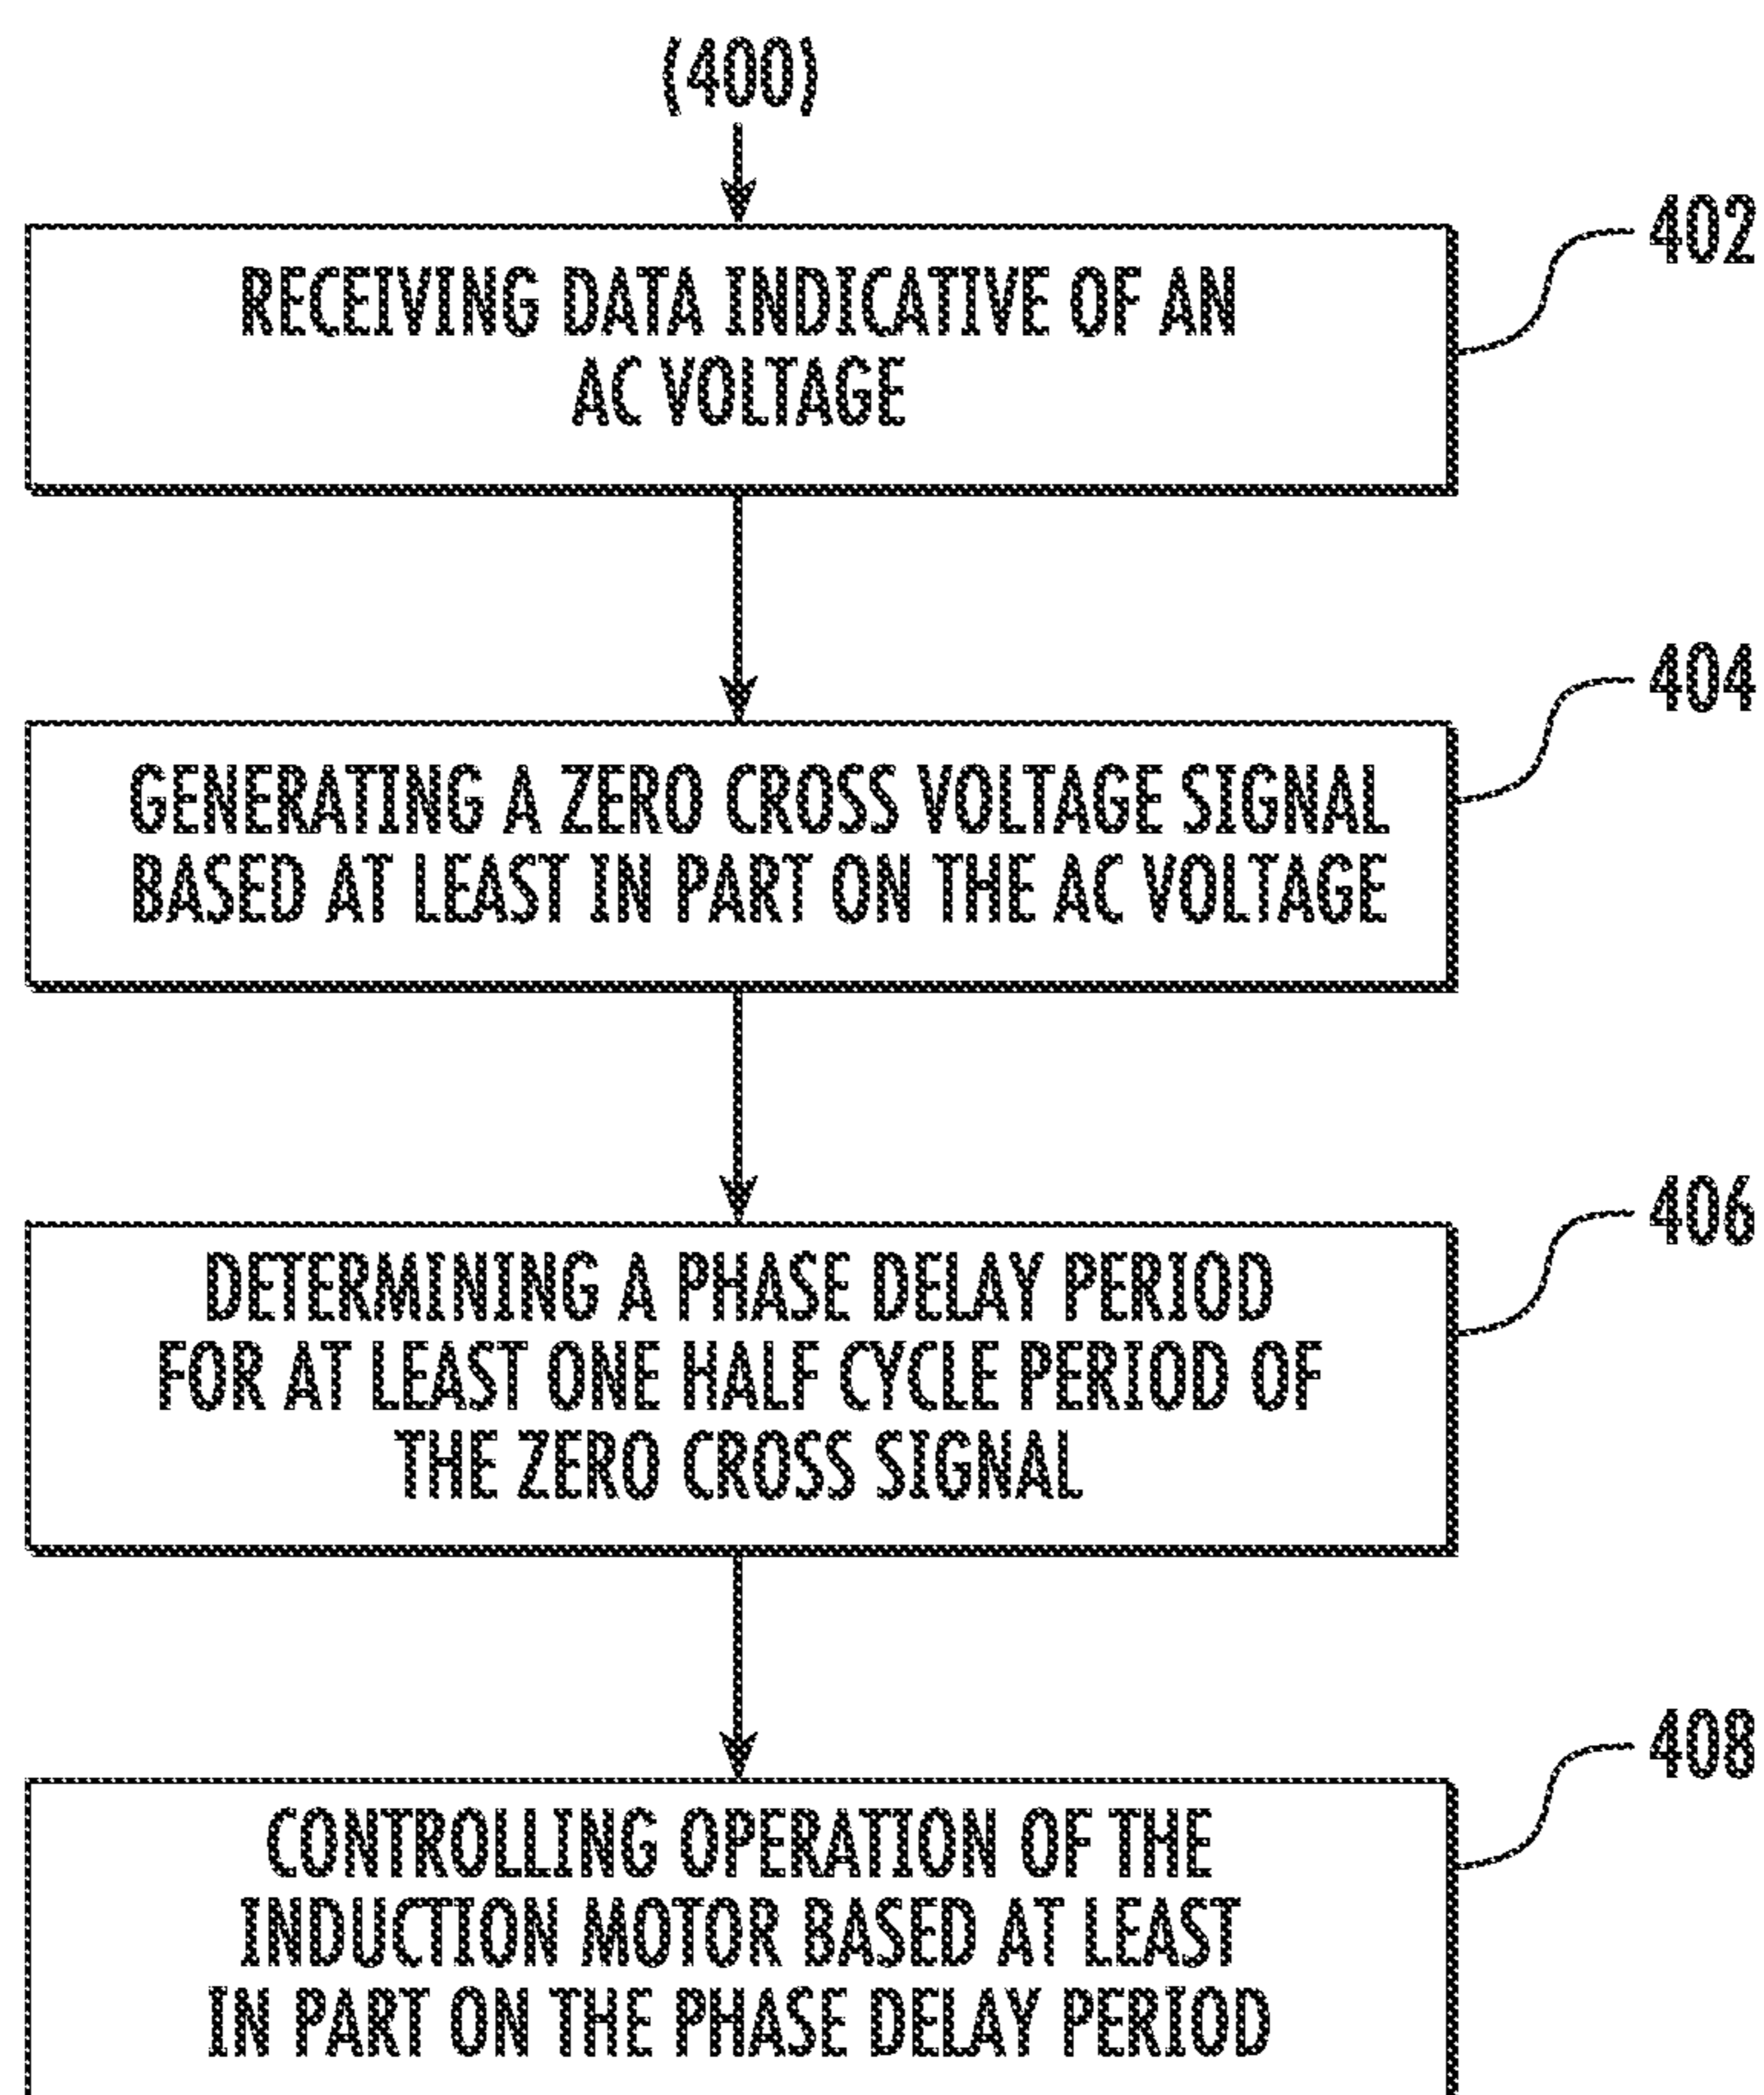 (400)
402
RECEIVING DATA INDICATIVE OF AN
AC VOLTAGE
404
GENERATING A ZERO CROSS VOLTAGE SIGNAL
BASED AT LEAST IN PART ON THE AC VOLTAGE
406
DETERMINING A PHASE DELAY PERIOD
FOR AT LEAST ONE HALF CYCLE PERIOD OF
THE ZERO CROSS SIGNAL
408
CONTROLLING OPERATION OF THE
INDUCTION MOTOR BASED AT LEAST
IN PART ON THE PHASE DELAY PERIOD